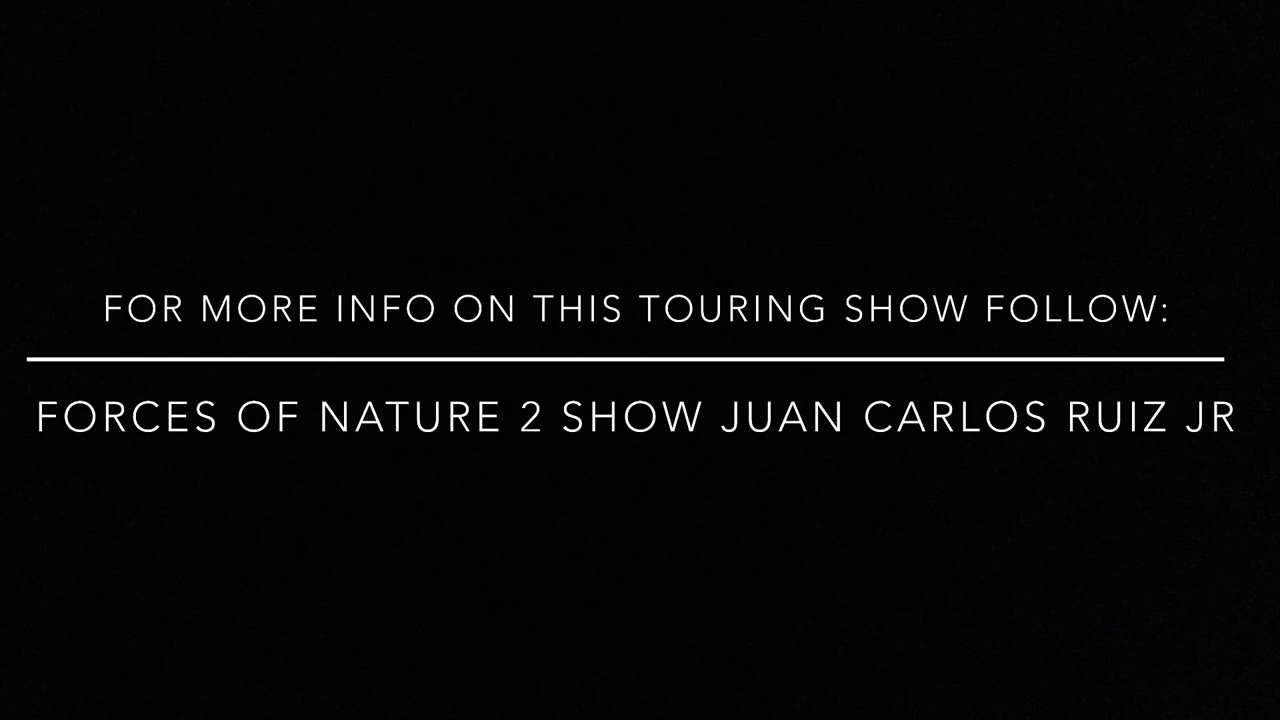 FOR MORE INFO ON THIS TOURING SHOW FOLLOW:
FORCES OF NATURE 2 SHOW JUAN CARLOS RUIZ JR